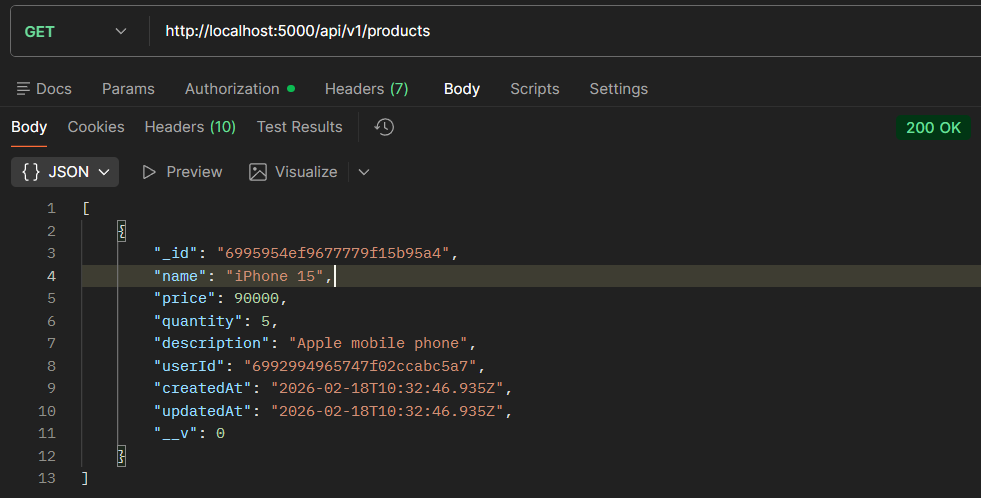 GET http://localhost:5000/api/v1/products
Docs Params Authorization Headers (7) Body Scripts Settings
Body Cookies Headers (10) Test Results 200 OK
{} JSON Preview Visualize
1 [
2 {
3 "_id": "6995954ef9677779f15b95a4",
4 "name": "iPhone 15",
5 "price": 90000,
6 "quantity": 5,
7 "description": "Apple mobile phone",
8 "userId": "6992994965747f02ccabc5a7",
9 "createdAt": "2026-02-18T10:32:46.935Z",
10 "updatedAt": "2026-02-18T10:32:46.935Z",
11 "__v": 0
12 }
13 ]